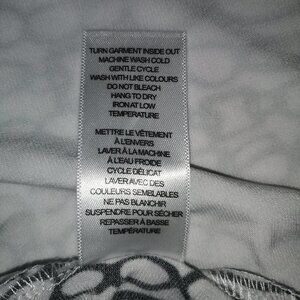 TURN GARMENT INSIDE OUT
MACHINE WASH COLD
GENTLE CYCLE
WASH WITH LIKE COLOURS
DO NOT BLEACH
HANG TO DRY
IRON AT LOW
TEMPERATURE
METTRE LE VÊTEMENT
À L'ENVERS
LAVER À LA MACHINE
À L'EAU FROIDE
CYCLE DÉLICAT
LAVER AVEC DES
COULEURS SEMBLABLES
NE PAS BLANCHIR
SUSPENDRE POUR SÉCHER
REPASSER À BASSE
TEMPÉRATURE